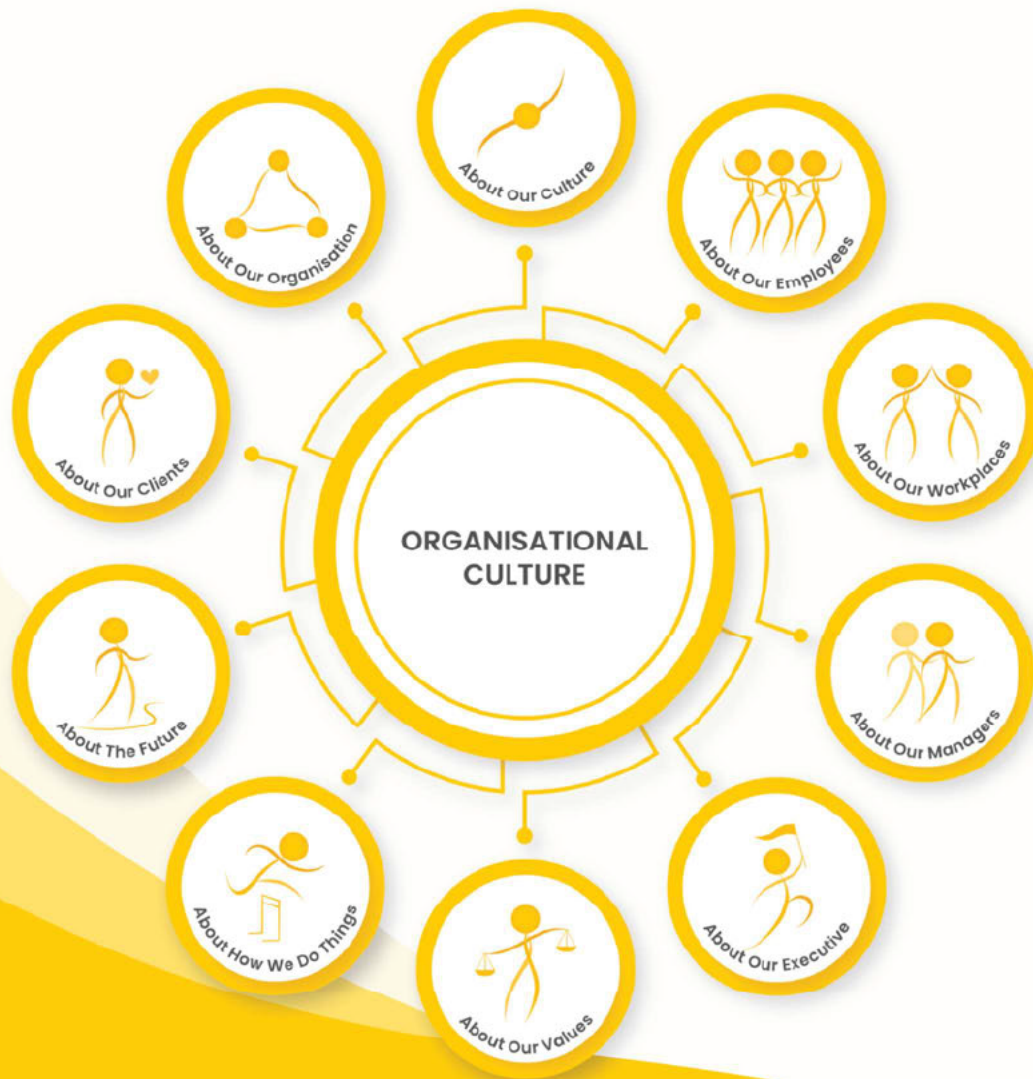 About Our Culture
About Our Employees
About Our Workplaces
About Our Managers
About Our Executive
About Our Values
About How We Do Things
About The Future
About Our Clients
About Our Organisation
ORGANISATIONAL
CULTURE